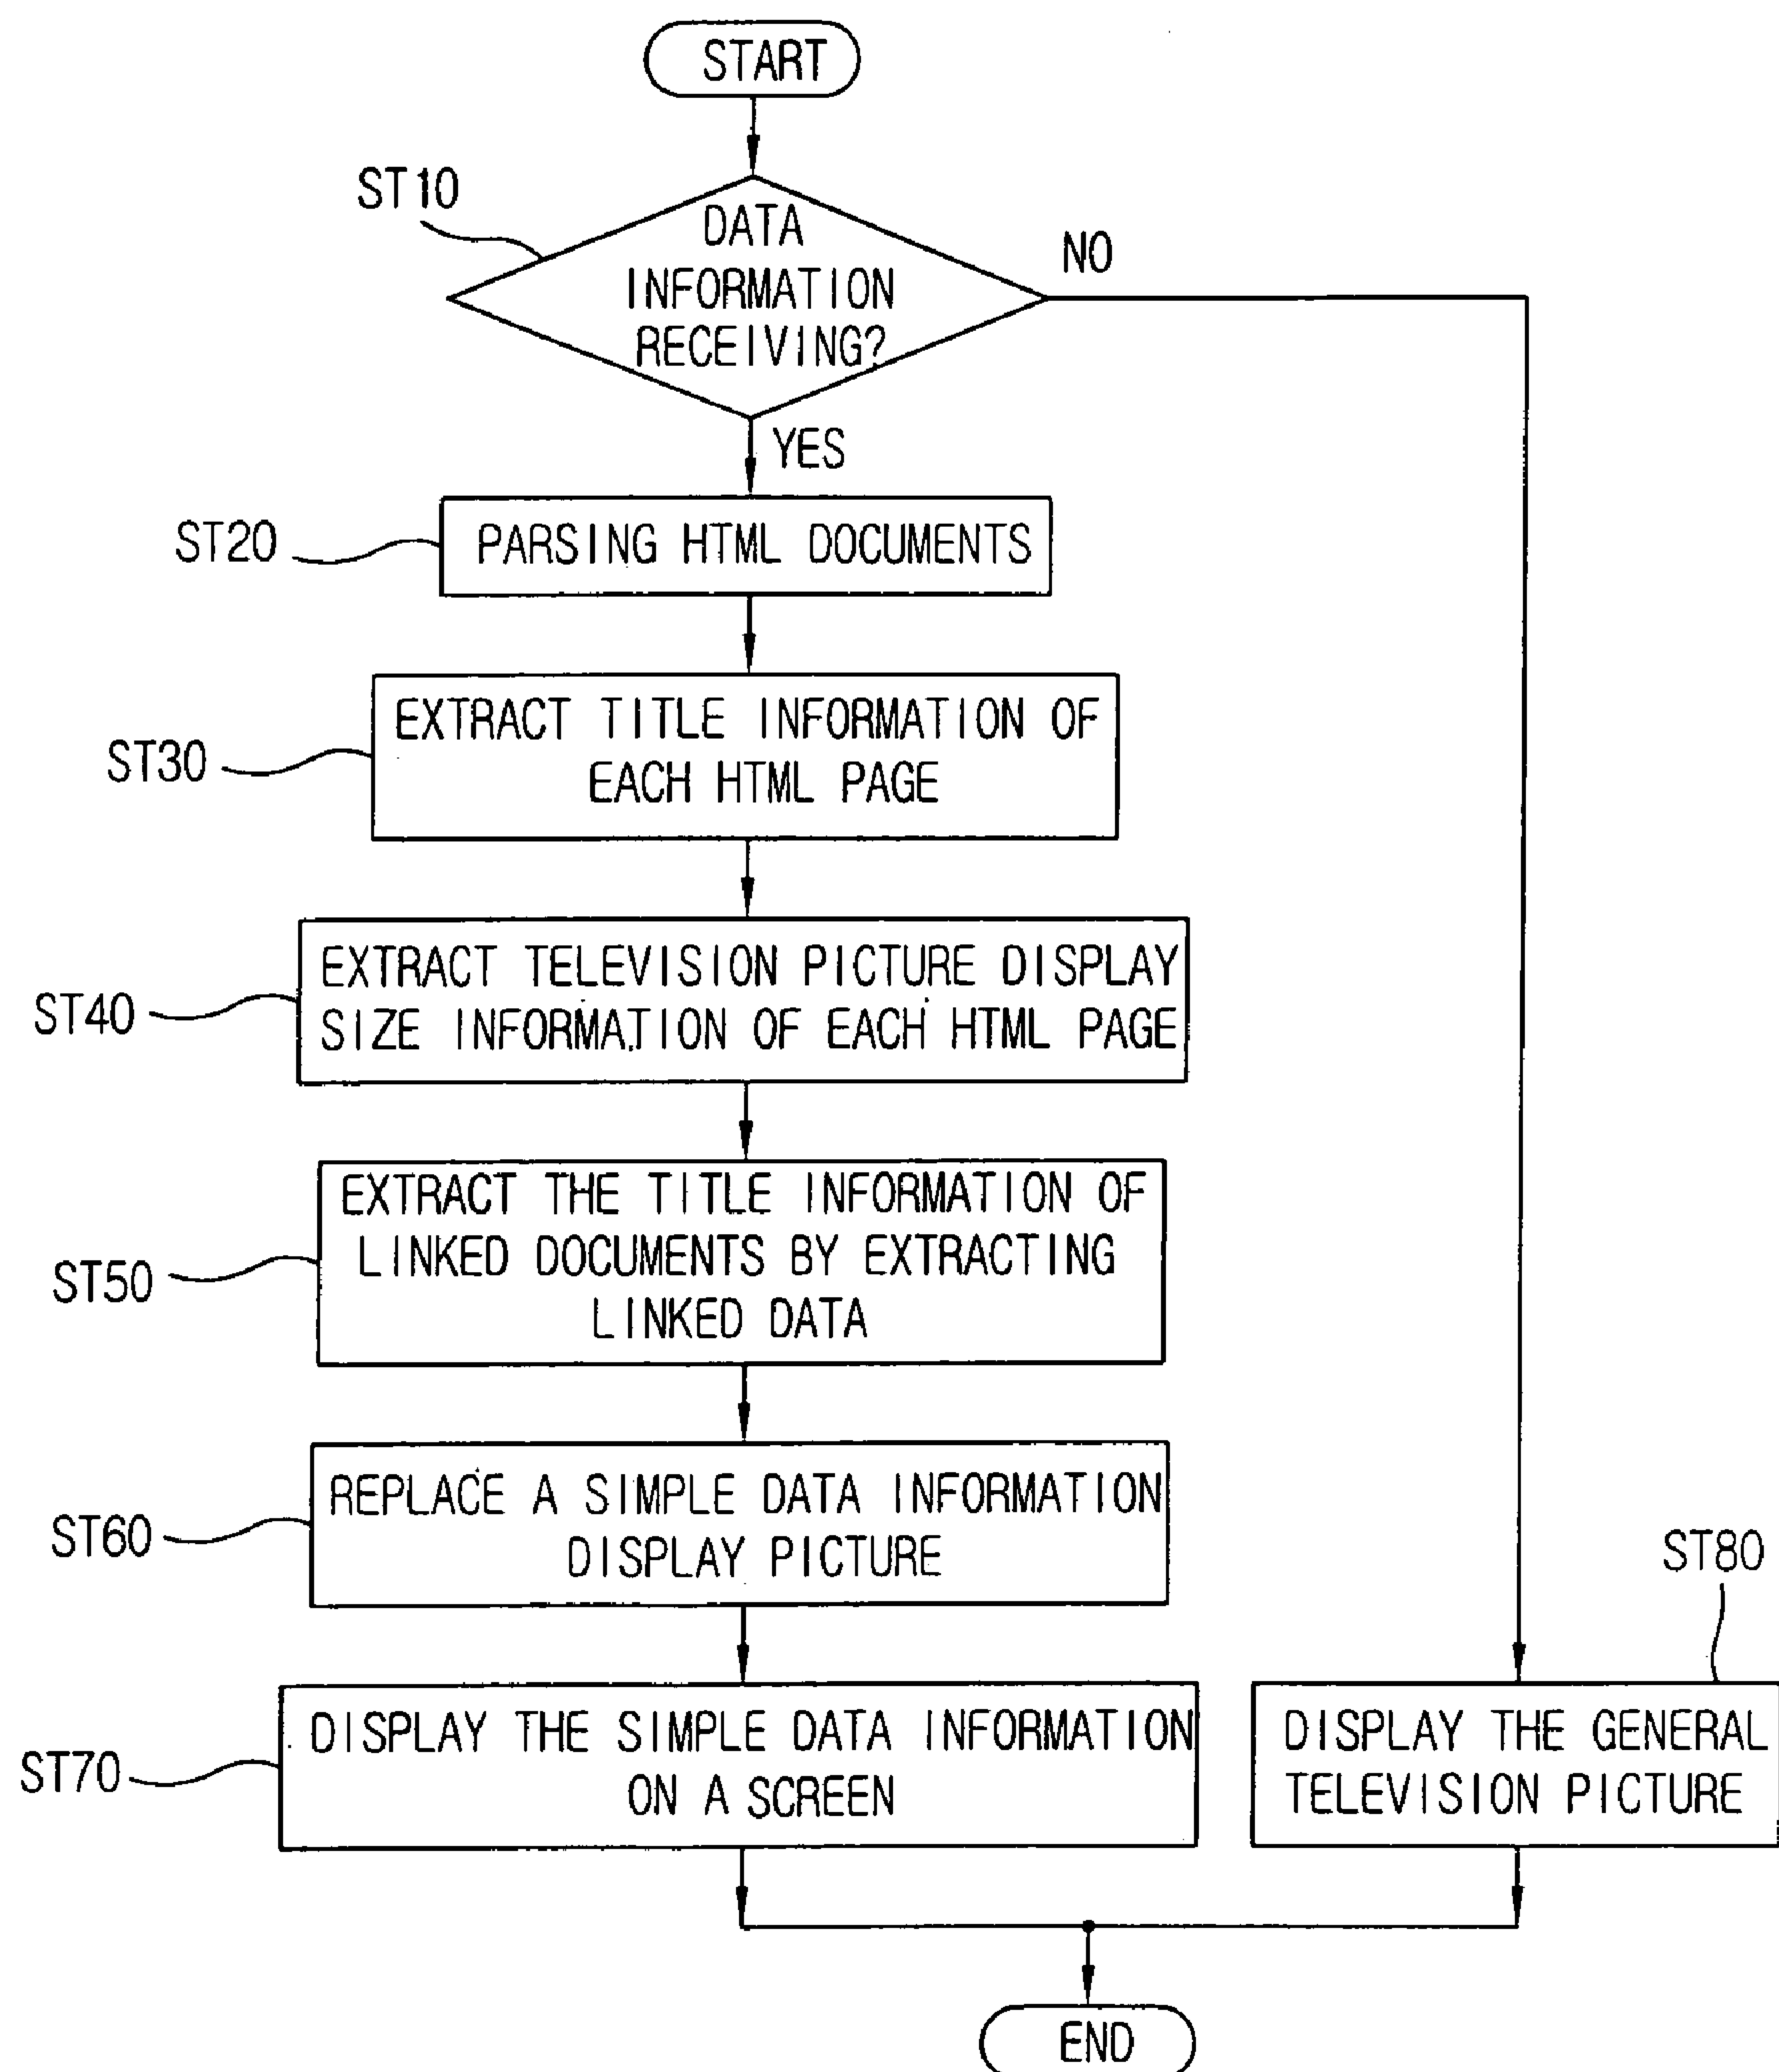 START
ST10
DATA
INFORMATION
RECEIVING?
NO
YES
ST20
PARSING HTML DOCUMENTS
ST30
EXTRACT TITLE INFORMATION OF
EACH HTML PAGE
ST40
EXTRACT TELEVISION PICTURE DISPLAY
SIZE INFORMATION OF EACH HTML PAGE
ST50
EXTRACT THE TITLE INFORMATION OF
LINKED DOCUMENTS BY EXTRACTING
LINKED DATA
ST60
REPLACE A SIMPLE DATA INFORMATION
DISPLAY PICTURE
ST70
DISPLAY THE SIMPLE DATA INFORMATION
ON A SCREEN
ST80
DISPLAY THE GENERAL
TELEVISION PICTURE
END